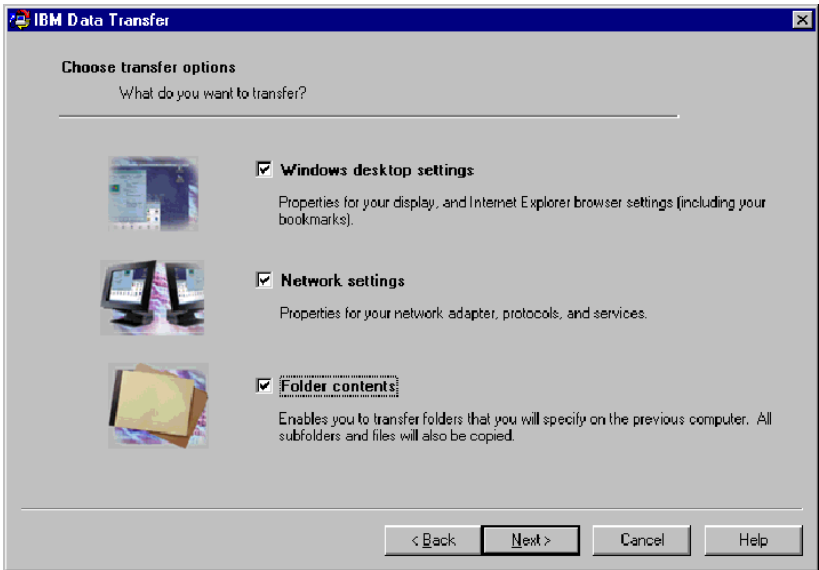 IBM Data Transfer
Choose transfer options
What do you want to transfer?
Windows desktop settings
Properties for your display, and Internet Explorer browser settings (including your
bookmarks).
Network settings
Properties for your network adapter, protocols, and services.
Folder contents
Enables you to transfer folders that you will specify on the previous computer. All
subfolders and files will also be copied.
< Back Next > Cancel Help